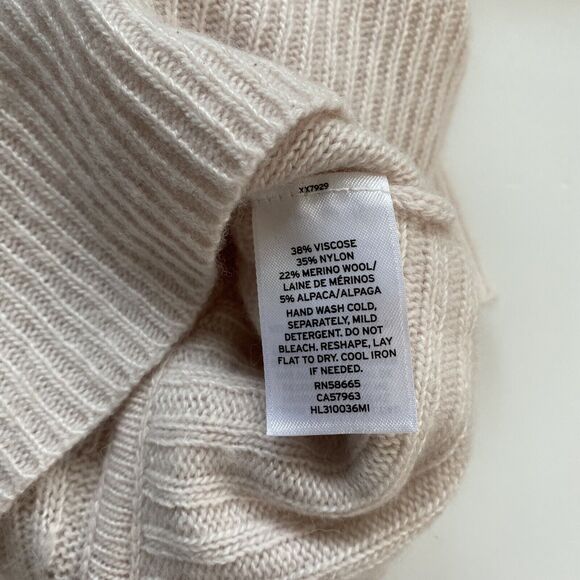 XX7929
38% VISCOSE
35% NYLON
22% MERINO WOOL/
LAINE DE MÉRINOS
5% ALPACA/ALPAGA
HAND WASH COLD,
SEPARATELY, MILD
DETERGENT. DO NOT
BLEACH. RESHAPE, LAY
FLAT TO DRY. COOL IRON
IF NEEDED.
RN58665
CA57963
HL310036MI